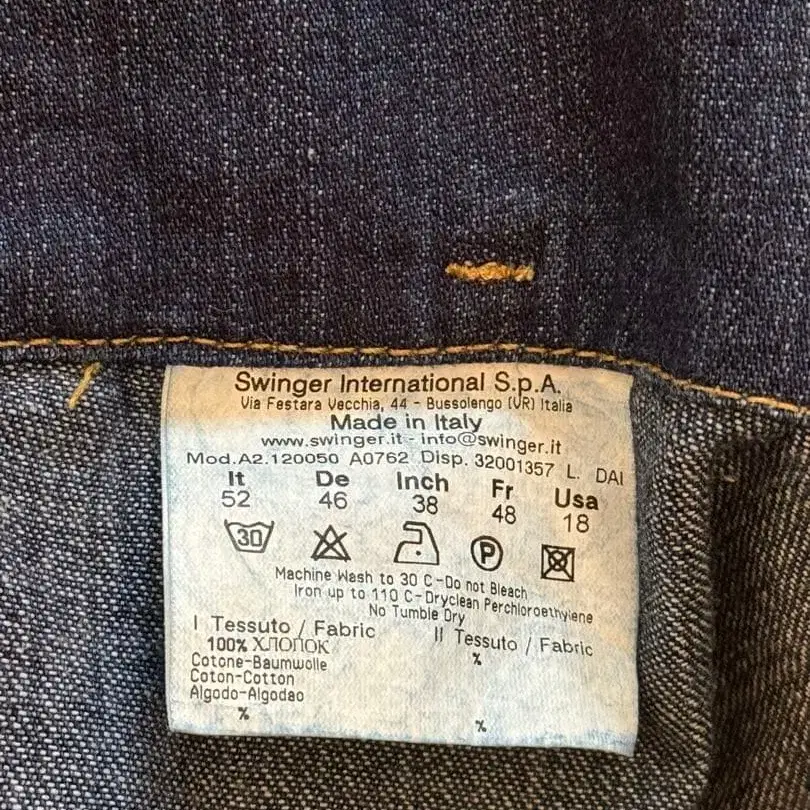 Swinger International S.p.A.
Via Festara Vecchia, 44 - Bussolengo (VR) Italia
Made in Italy
www.swinger.it - info@swinger.it
Mod.A2.120050 A0762 Disp. 32001357 L. DAI
It De Inch Fr Usa
52 46 38 48 18
30 P
Machine Wash to 30 C-Do not Bleach
Iron up to 110 C-Dryclean Perchloroethylene
No Tumble Dry
I Tessuto / Fabric II Tessuto / Fabric
100% ХЛОПОК %
Cotone-Baumwolle
Coton-Cotton
Algodo-Algodao
% %